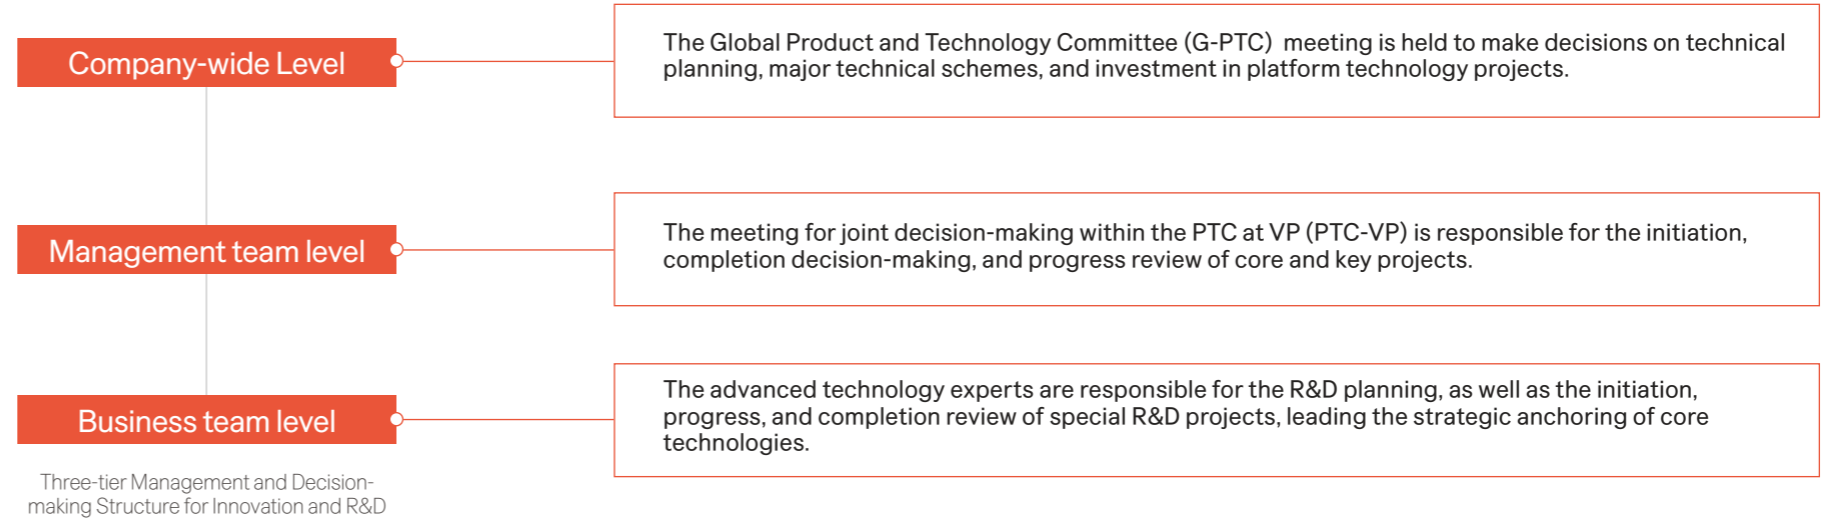 Company-wide Level
The Global Product and Technology Committee (G-PTC) meeting is held to make decisions on technical
planning, major technical schemes, and investment in platform technology projects.
Management team level
The meeting for joint decision-making within the PTC at VP (PTC-VP) is responsible for the initiation,
completion decision-making, and progress review of core and key projects.
Business team level
The advanced technology experts are responsible for the R&D planning, as well as the initiation,
progress, and completion review of special R&D projects, leading the strategic anchoring of core
technologies.
Three-tier Management and Decision-
making Structure for Innovation and R&D